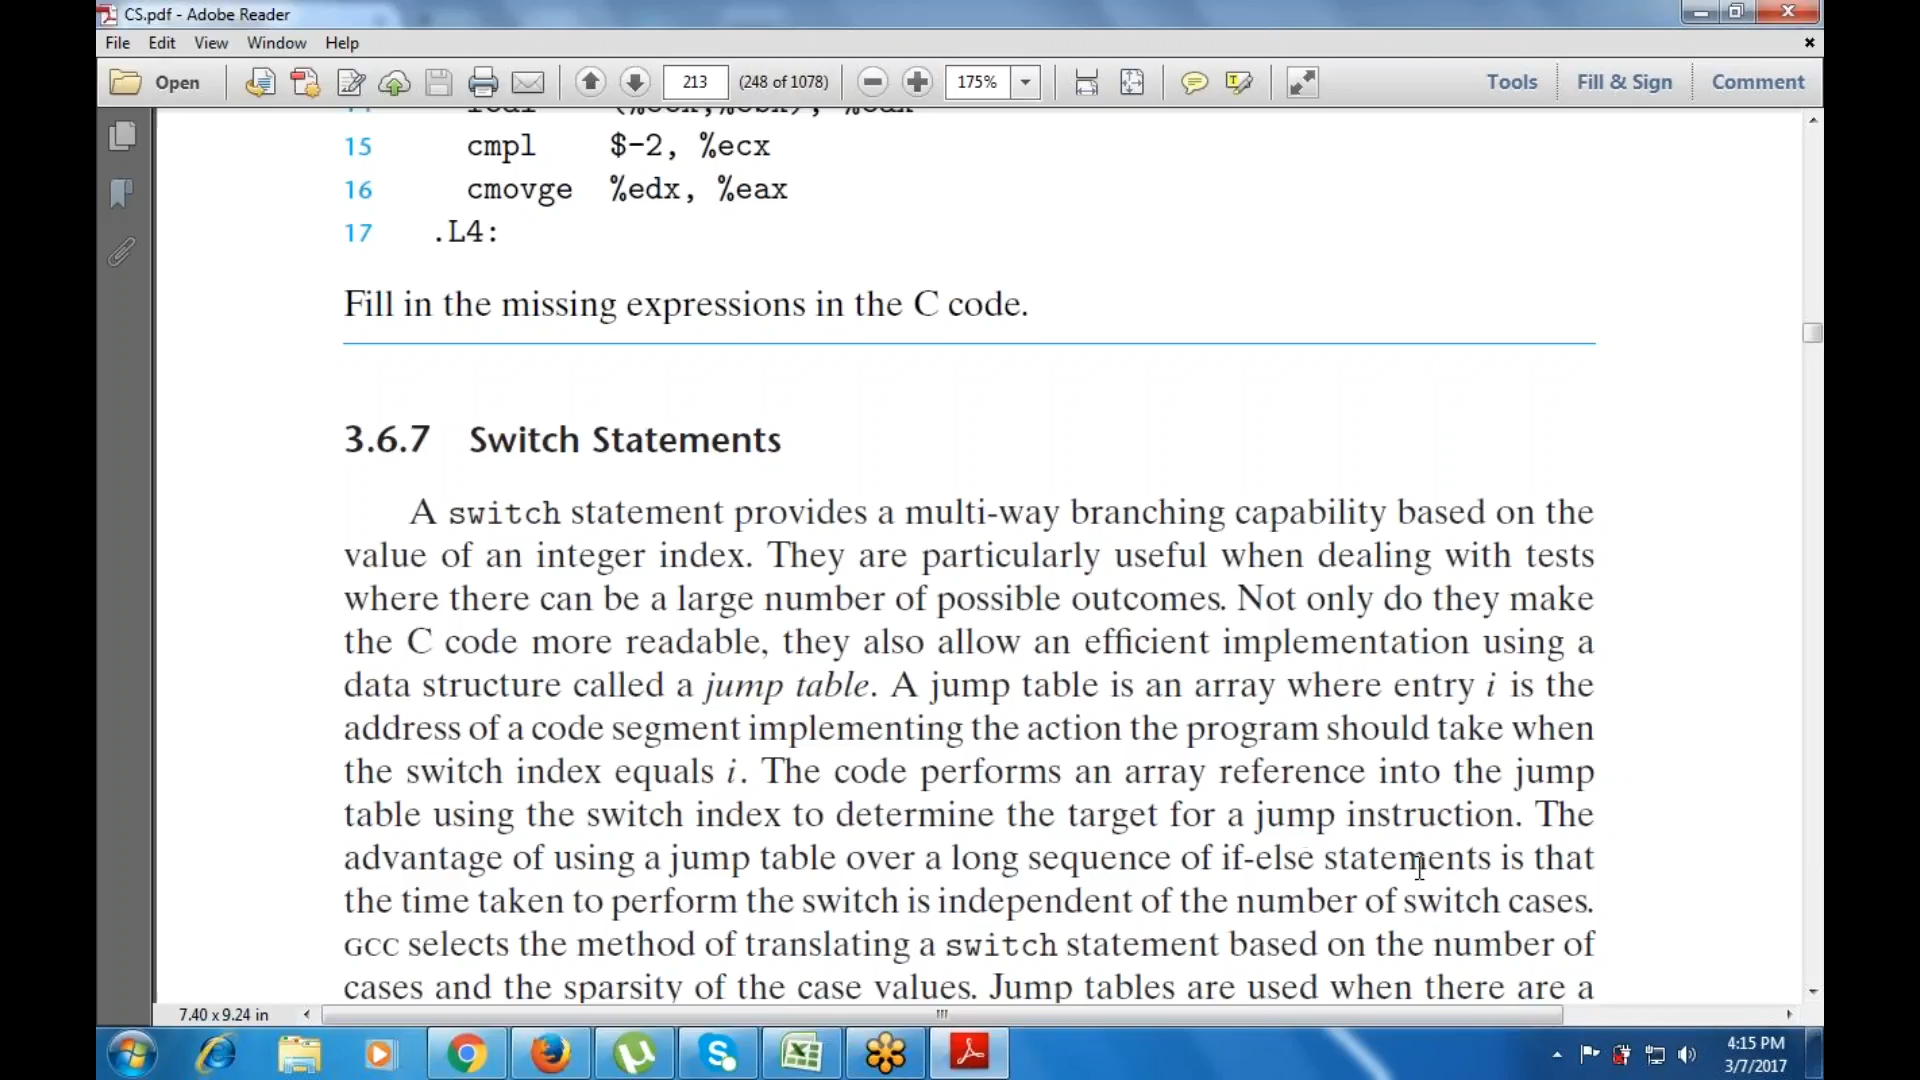 CS.pdf - Adobe Reader
File Edit View Window Help
Open 213 (248 of 1078) 175% Tools Fill & Sign Comment
15 cmpl $-2, %ecx
16 cmovge %edx, %eax
17 .L4:
Fill in the missing expressions in the C code.
3.6.7 Switch Statements
A switch statement provides a multi-way branching capability based on the
value of an integer index. They are particularly useful when dealing with tests
where there can be a large number of possible outcomes. Not only do they make
the C code more readable, they also allow an efficient implementation using a
data structure called a jump table. A jump table is an array where entry i is the
address of a code segment implementing the action the program should take when
the switch index equals i. The code performs an array reference into the jump
table using the switch index to determine the target for a jump instruction. The
advantage of using a jump table over a long sequence of if-else statements is that
the time taken to perform the switch is independent of the number of switch cases.
GCC selects the method of translating a switch statement based on the number of
cases and the sparsity of the case values. Jump tables are used when there are a
7.40 x 9.24 in
4:15 PM
3/7/2017